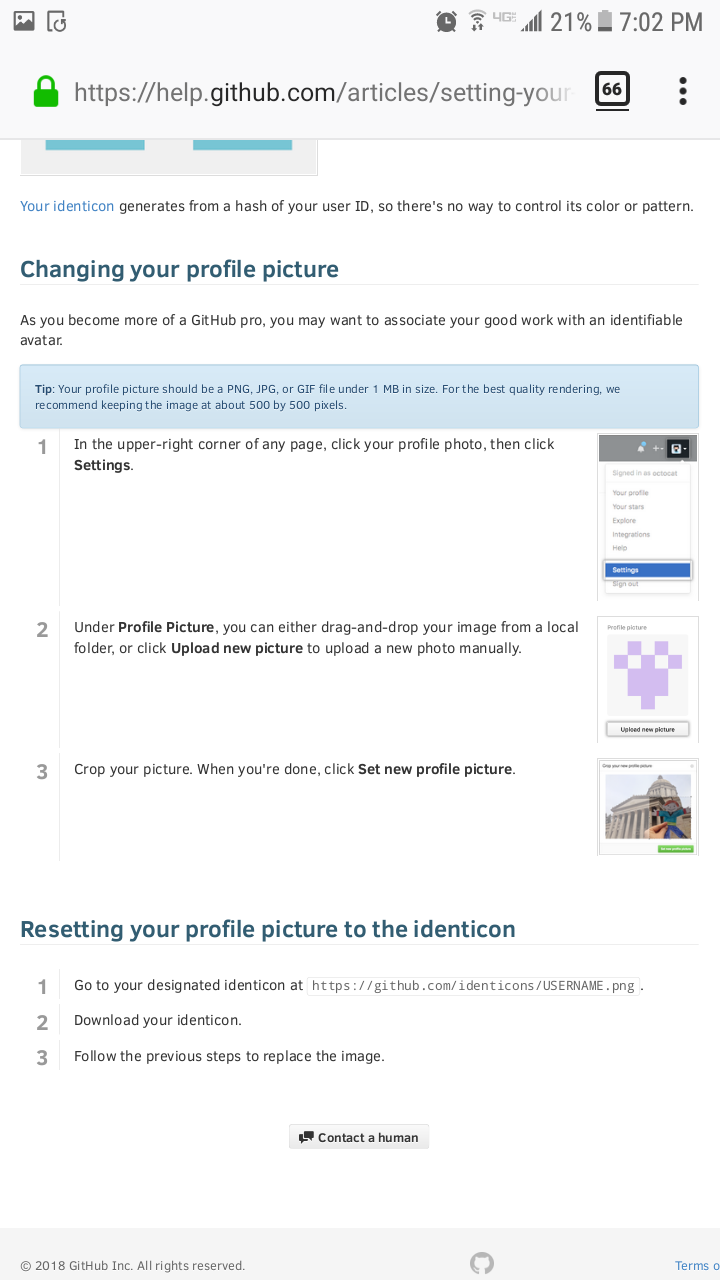 4G
21% 7:02 PM
https://help.github.com/articles/setting-your-
66
Your identicon generates from a hash of your user ID, so there's no way to control its color or pattern.
Changing your profile picture
As you become more of a GitHub pro, you may want to associate your good work with an identifiable
avatar.
Tip: Your profile picture should be a PNG, JPG, or GIF file under 1 MB in size. For the best quality rendering, we
recommend keeping the image at about 500 by 500 pixels.
1 In the upper-right corner of any page, click your profile photo, then click
Settings.
Signed in as octocat
Your profile
Your stars
Explore
Integrations
Help
Settings
Sign out
2 Under Profile Picture, you can either drag-and-drop your image from a local
folder, or click Upload new picture to upload a new photo manually.
Profile picture
Upload new picture
3 Crop your picture. When you're done, click Set new profile picture.
Crop your new profile picture
Set new profile picture
Resetting your profile picture to the identicon
1 Go to your designated identicon at https://github.com/identicons/USERNAME.png.
2 Download your identicon.
3 Follow the previous steps to replace the image.
Contact a human
© 2018 GitHub Inc. All rights reserved.
Terms o